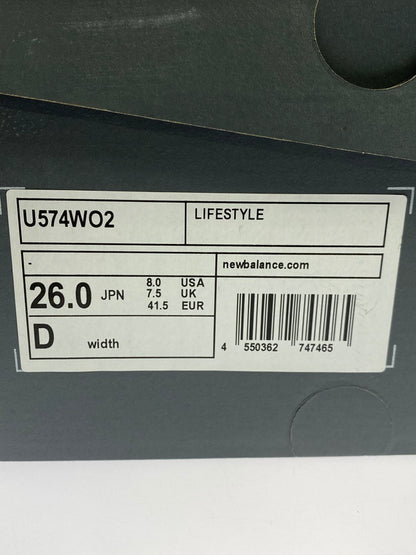 U574WO2
LIFESTYLE
-
newbalance.com
26.0 JPN
8.0 USA
7.5 UK
41.5 EUR
D width
4 550362 747465